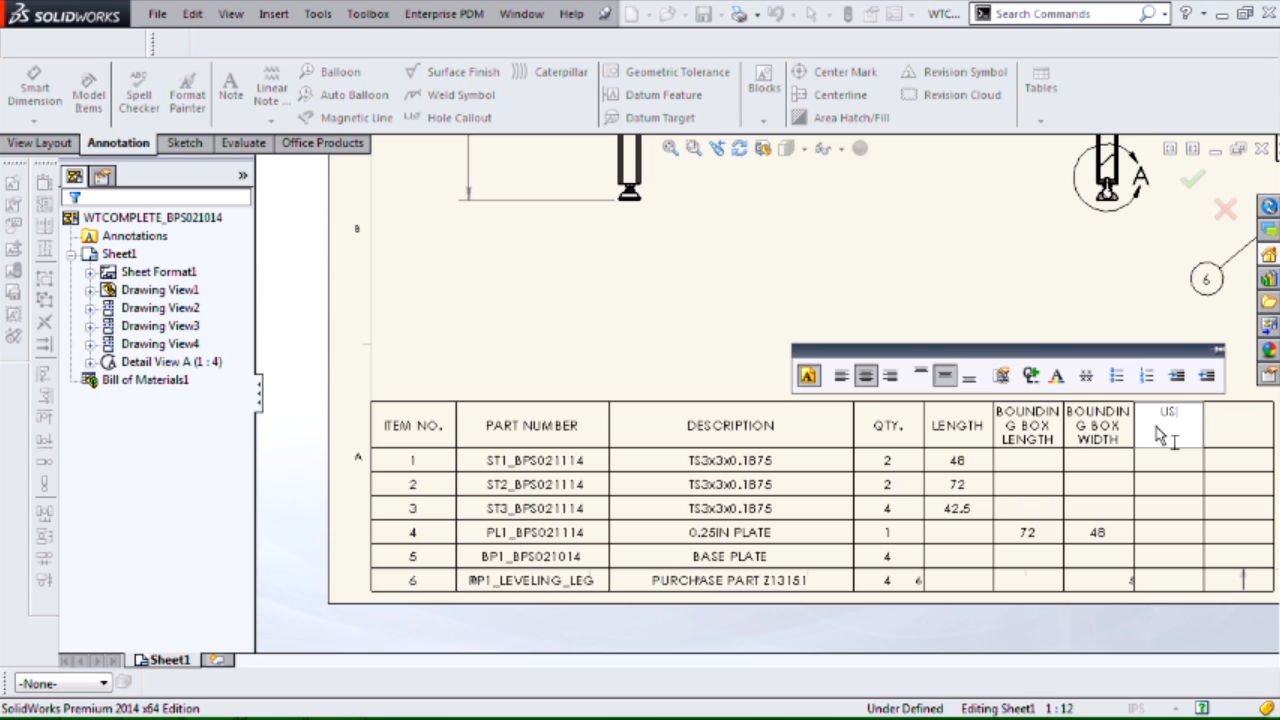 SOLIDWORKS File Edit View Insert Tools Toolbox Enterprise PDM Window Help WTC... Search Commands
Smart Dimension
Model Items
Spell Checker
Format Painter
Note
Linear Note ...
Balloon
Auto Balloon
Magnetic Line
Surface Finish
Weld Symbol
Hole Callout
Caterpillar
Geometric Tolerance
Datum Feature
Datum Target
Blocks
Center Mark
Centerline
Area Hatch/Fill
Revision Symbol
Revision Cloud
Tables
View Layout Annotation Sketch Evaluate Office Products
WTCOMPLETE_BPS021014
Annotations
Sheet1
Sheet Format1
Drawing View1
Drawing View2
Drawing View3
Drawing View4
Detail View A (1 : 4)
Bill of Materials1
B
A
6
A
ITEM NO. PART NUMBER DESCRIPTION QTY. LENGTH BOUNDIN G BOX LENGTH BOUNDIN G BOX WIDTH US
1 ST1_BPS021114 TS3x3x0.1875 2 48
2 ST2_BPS021114 TS3x3x0.1875 2 72
3 ST3_BPS021114 TS3x3x0.1875 4 42.5
4 PL1_BPS021114 0.25IN PLATE 1 72 48
5 BP1_BPS021014 BASE PLATE 4
6 PP1_LEVELING_LEG PURCHASE PART Z13151 4 6
Sheet1
-None-
SolidWorks Premium 2014 x64 Edition Under Defined Editing Sheet1 1 : 12 IPS